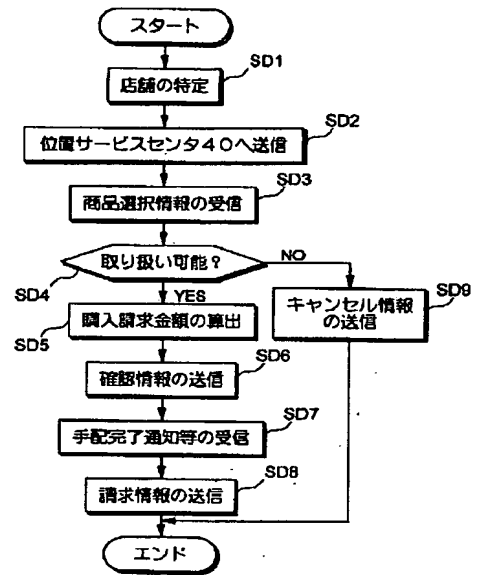 スタート
SD1
店舗の特定
SD2
位置サービスセンタ40へ送信
SD3
商品選択情報の受信
取り扱い可能？
NO
SD4
YES
SD9
キャンセル情報
の送信
購入請求金額の算出
SD5
SD6
確認情報の送信
SD7
手配完了通知等の受信
SD8
請求情報の送信
エンド